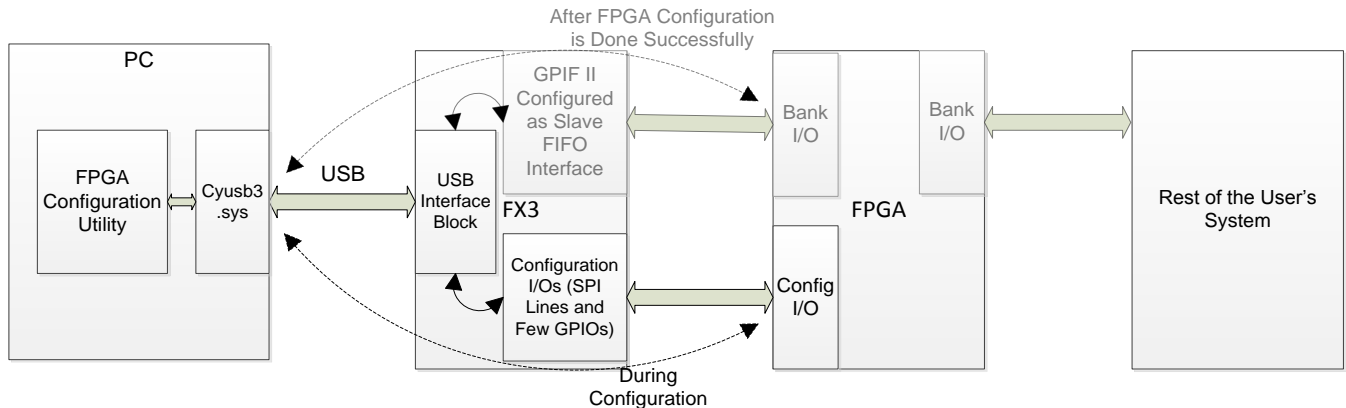 After FPGA Configuration
is Done Successfully
PC
FPGA
Configuration
Utility
Cyusb3
.sys
USB
USB
Interface
Block
GPIF II
Configured
as Slave
FIFO
Interface
FX3
Configuration
I/Os (SPI
Lines and
Few GPIOs)
During
Configuration
Bank
I/O
Bank
I/O
FPGA
Config
I/O
Rest of the User's
System